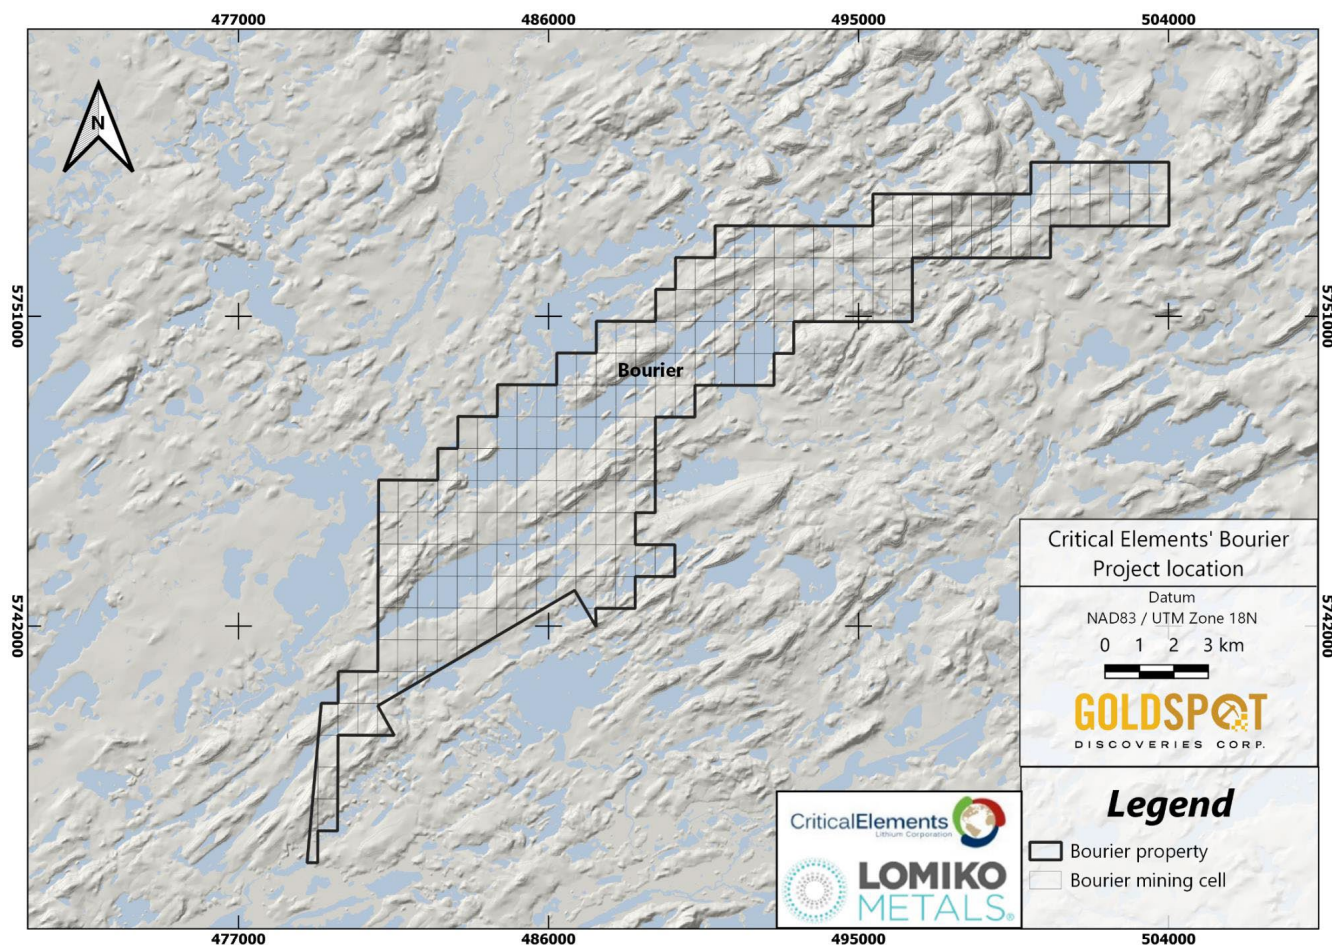 477000
486000
495000
504000
N
5751000
5751000
Bourier
5742000
5742000
Critical Elements' Bourier
Project location
Datum
NAD83 / UTM Zone 18N
0 1 2 3 km
GOLDSPOT
DISCOVERIES CORP.
Legend
Bourier property
Bourier mining cell
CriticalElements
Lithium Corporation
LOMIKO
METALS®
477000
486000
495000
504000